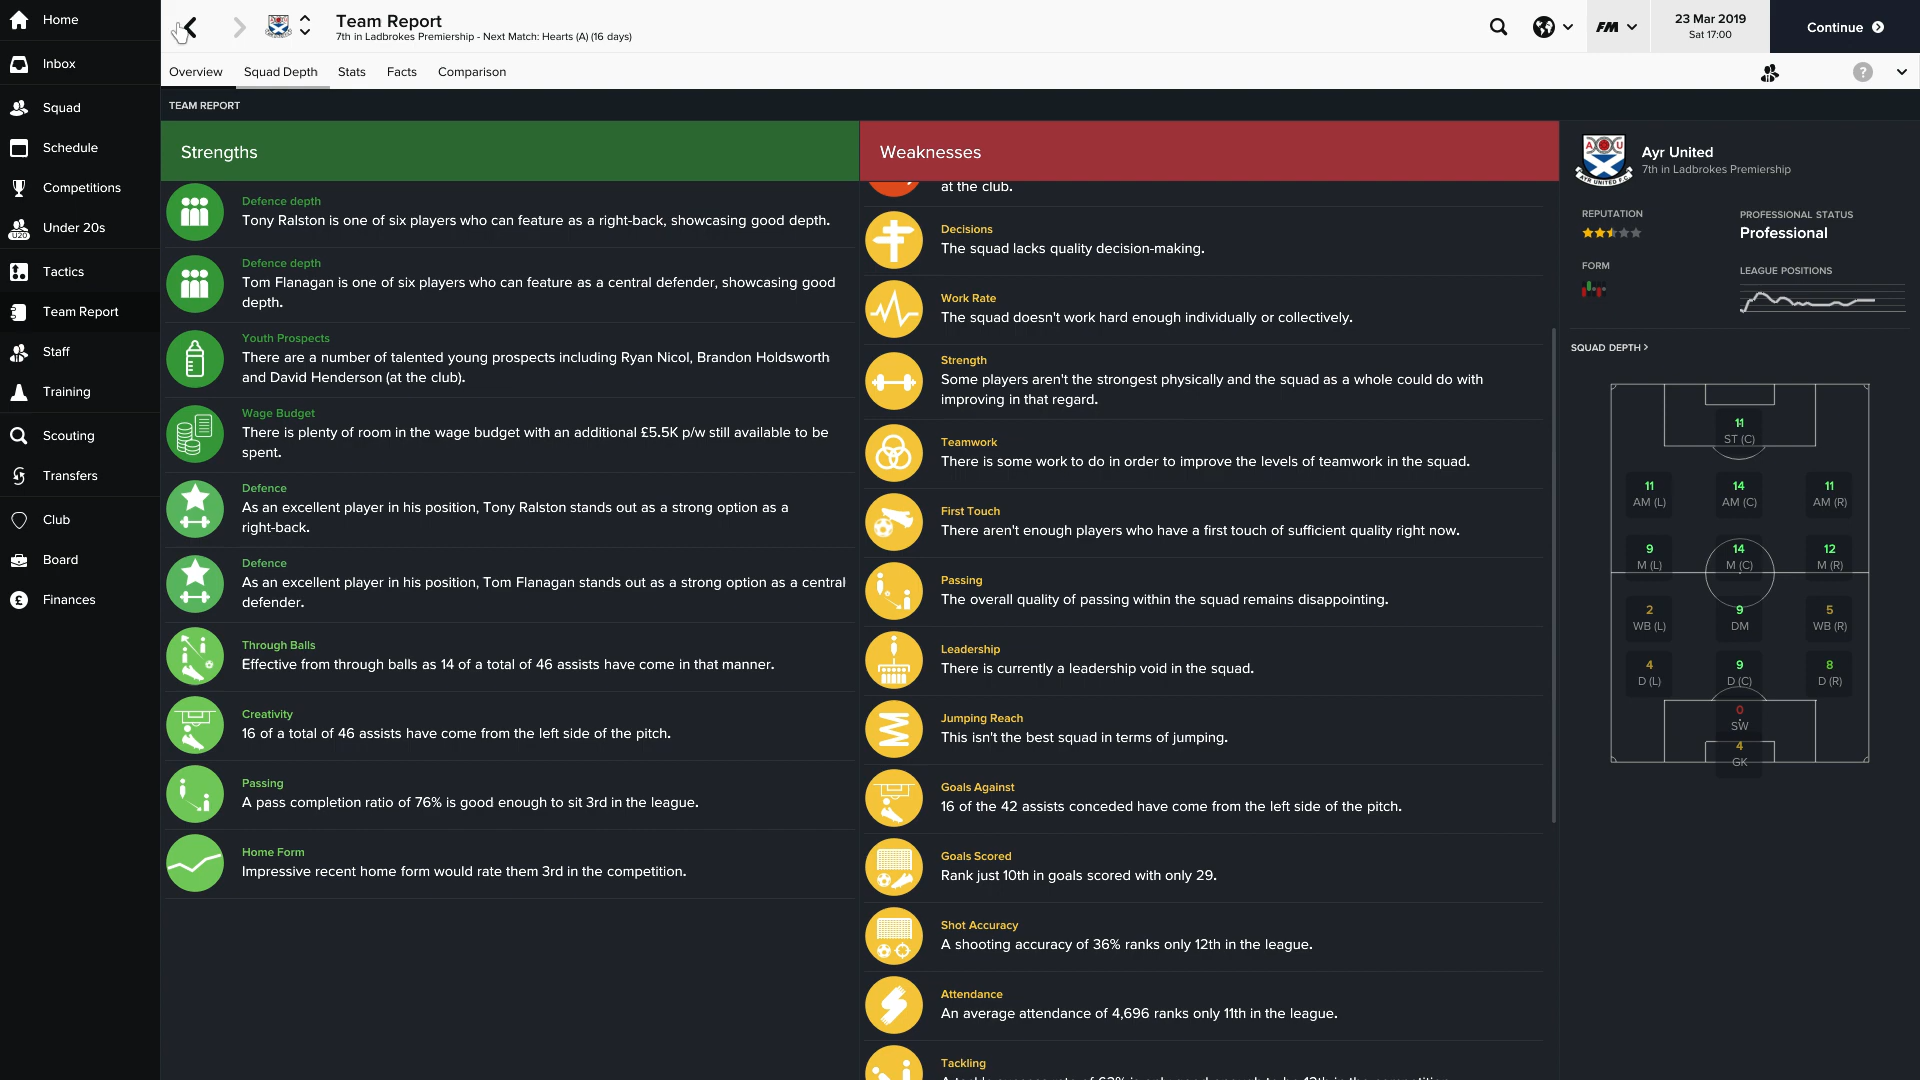 Home
Inbox
Squad
Schedule
Competitions
Under 20s
Tactics
Team Report
Staff
Training
Scouting
Transfers
Club
Board
Finances
Team Report
7th in Ladbrokes Premiership - Next Match: Hearts (A) (16 days)
FM
23 Mar 2019
Sat 17:00
Continue
Overview
Squad Depth
Stats
Facts
Comparison
?
TEAM REPORT
Strengths
Defence depth
Tony Ralston is one of six players who can feature as a right-back, showcasing good depth.
Defence depth
Tom Flanagan is one of six players who can feature as a central defender, showcasing good
depth.
Youth Prospects
There are a number of talented young prospects including Ryan Nicol, Brandon Holdsworth
and David Henderson (at the club).
Wage Budget
There is plenty of room in the wage budget with an additional £5.5K p/w still available to be
spent.
Defence
As an excellent player in his position, Tony Ralston stands out as a strong option as a
right-back.
Defence
As an excellent player in his position, Tom Flanagan stands out as a strong option as a central
defender.
Through Balls
Effective from through balls as 14 of a total of 46 assists have come in that manner.
Creativity
16 of a total of 46 assists have come from the left side of the pitch.
Passing
A pass completion ratio of 76% is good enough to sit 3rd in the league.
Home Form
Impressive recent home form would rate them 3rd in the competition.
Weaknesses
at the club.
Decisions
The squad lacks quality decision-making.
Work Rate
The squad doesn't work hard enough individually or collectively.
Strength
Some players aren't the strongest physically and the squad as a whole could do with
improving in that regard.
Teamwork
There is some work to do in order to improve the levels of teamwork in the squad.
First Touch
There aren't enough players who have a first touch of sufficient quality right now.
Passing
The overall quality of passing within the squad remains disappointing.
Leadership
There is currently a leadership void in the squad.
Jumping Reach
This isn't the best squad in terms of jumping.
Goals Against
16 of the 42 assists conceded have come from the left side of the pitch.
Goals Scored
Rank just 10th in goals scored with only 29.
Shot Accuracy
A shooting accuracy of 36% ranks only 12th in the league.
Attendance
An average attendance of 4,696 ranks only 11th in the league.
Tackling
Ayr United
7th in Ladbrokes Premiership
REPUTATION
PROFESSIONAL STATUS
Professional
FORM
LEAGUE POSITIONS
SQUAD DEPTH >
11
ST (C)
11 14 11
AM (L) AM (C) AM (R)
9 14 12
M (L) M (C) M (R)
2 9 5
WB (L) DM WB (R)
4 9 8
D (L) D (C) D (R)
0
SW
4
GK